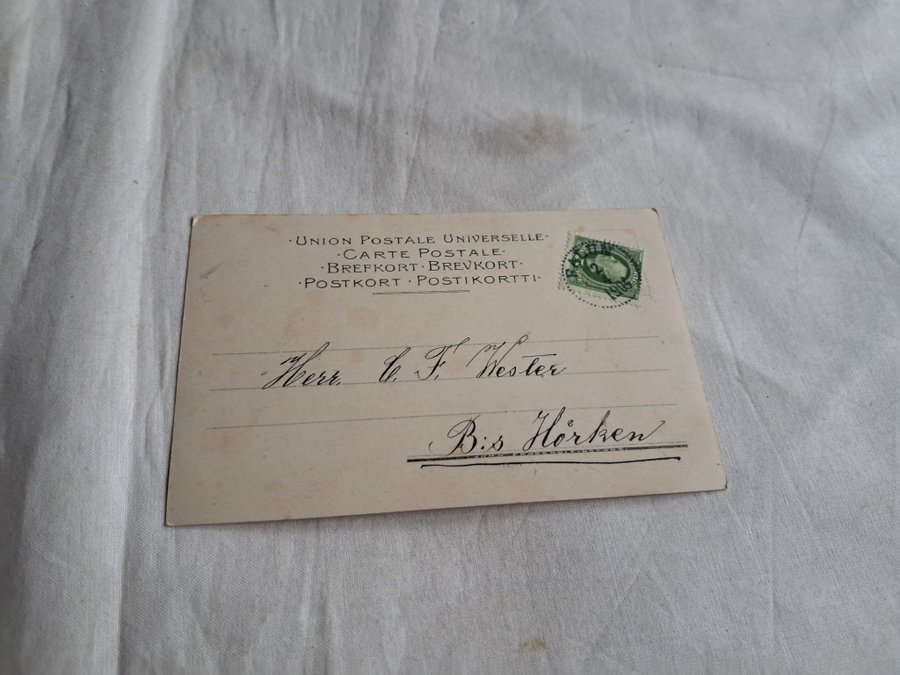 ·UNION POSTALE UNIVERSELLE·
·CARTE POSTALE·
·BREFKORT·BREVKORT·
·POSTKORT·POSTIKORTTI·
Herr. C. F. Wester
B:s Hörken